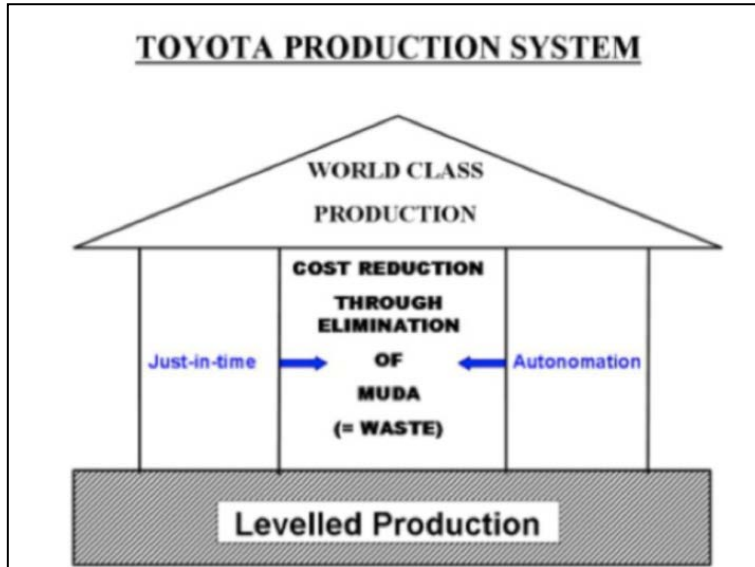 TOYOTA PRODUCTION SYSTEM
WORLD CLASS
PRODUCTION
COST REDUCTION
THROUGH
ELIMINATION
OF
MUDA
(= WASTE)
Just-in-time
Autonomation
Levelled Production